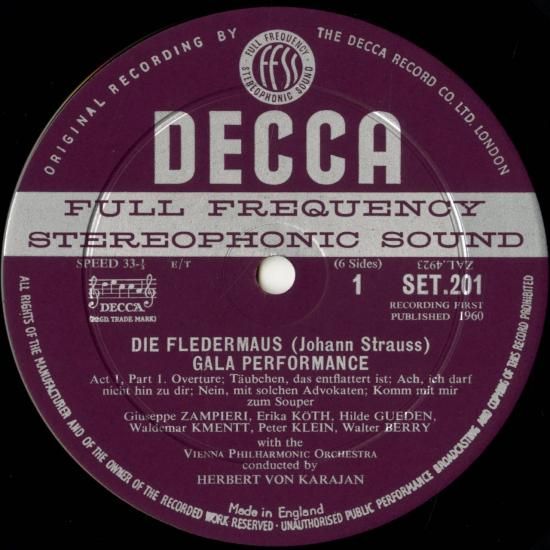 ORIGINAL RECORDING BY
THE DECCA RECORD CO. LTD. LONDON
FULL FREQUENCY
ffss
STEREOPHONIC SOUND
DECCA
FULL FREQUENCY
STEREOPHONIC SOUND
SPEED 33-⅓ E/T (6 Sides) ZAL.4923
DECCA
(REGD. TRADE MARK)
1 SET.201
RECORDING FIRST
PUBLISHED 1960
DIE FLEDERMAUS (Johann Strauss)
GALA PERFORMANCE
Act 1, Part 1. Overture; Täubchen, das entflattert ist; Ach, ich darf
nicht hin zu dir; Nein, mit solchen Advokaten; Komm mit mir
zum Souper
Giuseppe ZAMPIERI, Erika KÖTH, Hilde GUEDEN,
Waldemar KMENTT, Peter KLEIN, Walter BERRY
with the
VIENNA PHILHARMONIC ORCHESTRA
conducted by
HERBERT VON KARAJAN
Made in England
ALL RIGHTS OF THE MANUFACTURER AND OF THE OWNER OF THE RECORDED WORK RESERVED · UNAUTHORISED PUBLIC PERFORMANCE BROADCASTING AND COPYING OF THIS RECORD PROHIBITED